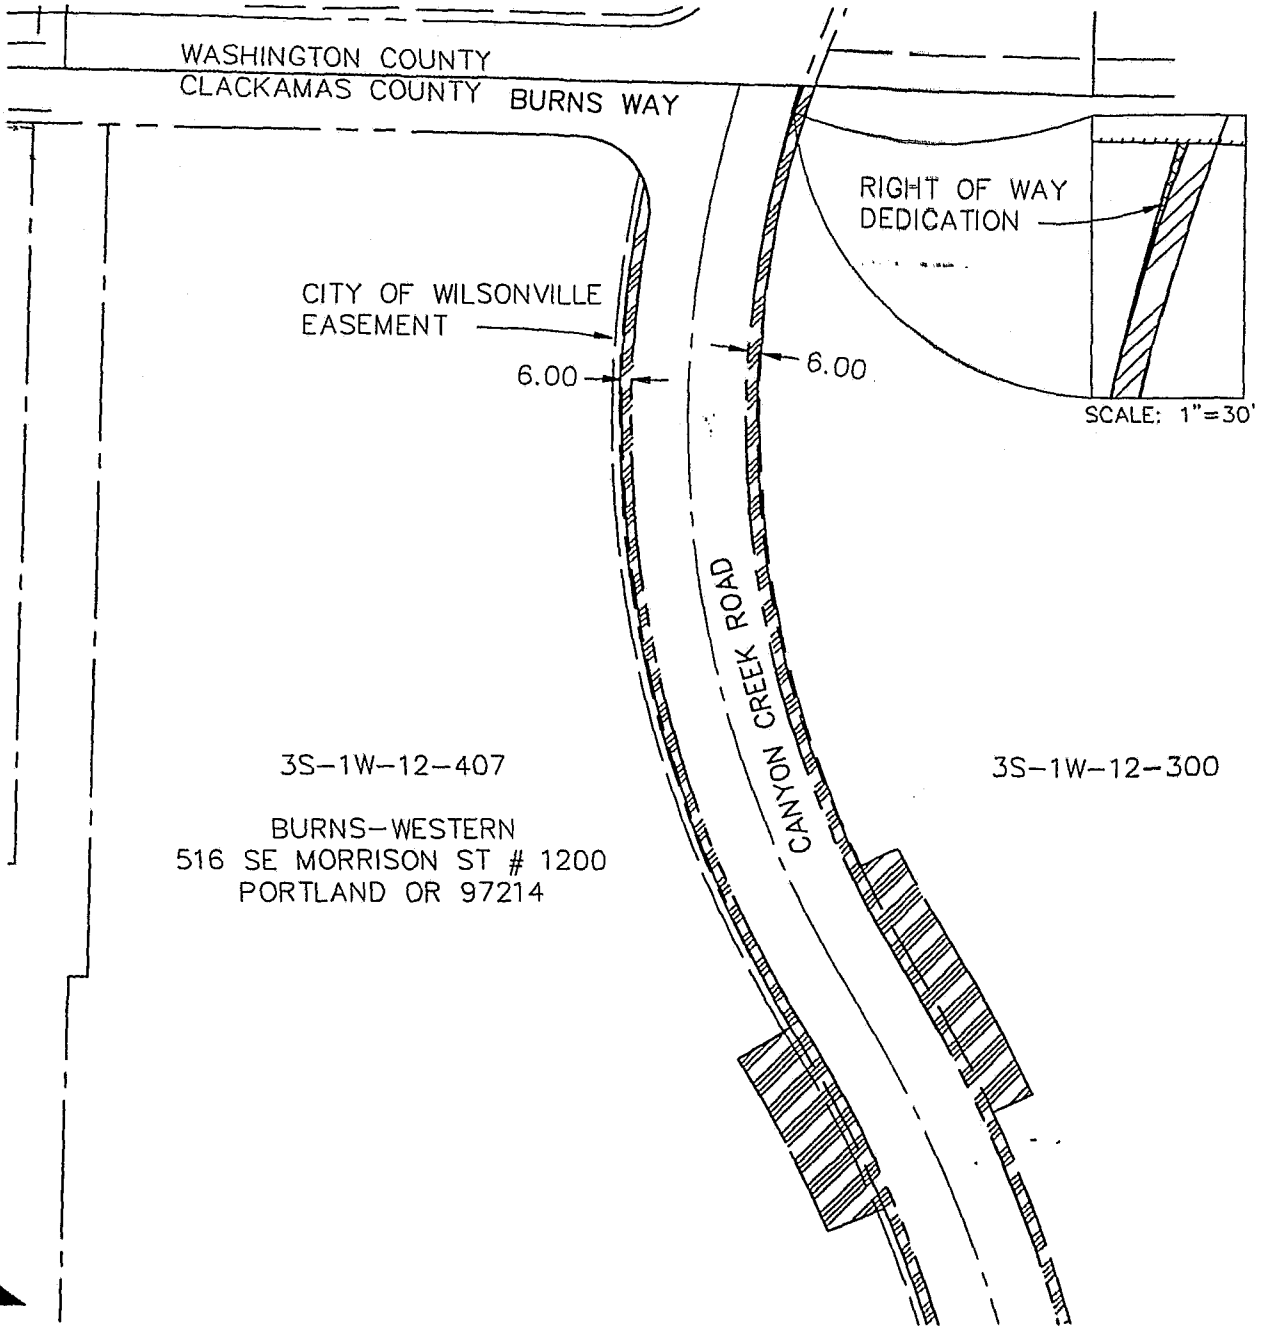 WASHINGTON COUNTY
CLACKAMAS COUNTY
BURNS WAY
RIGHT OF WAY
DEDICATION
CITY OF WILSONVILLE
EASEMENT
6.00
6.00
SCALE: 1"=30'
CANYON CREEK ROAD
3S-1W-12-407
3S-1W-12-300
BURNS-WESTERN
516 SE MORRISON ST # 1200
PORTLAND OR 97214